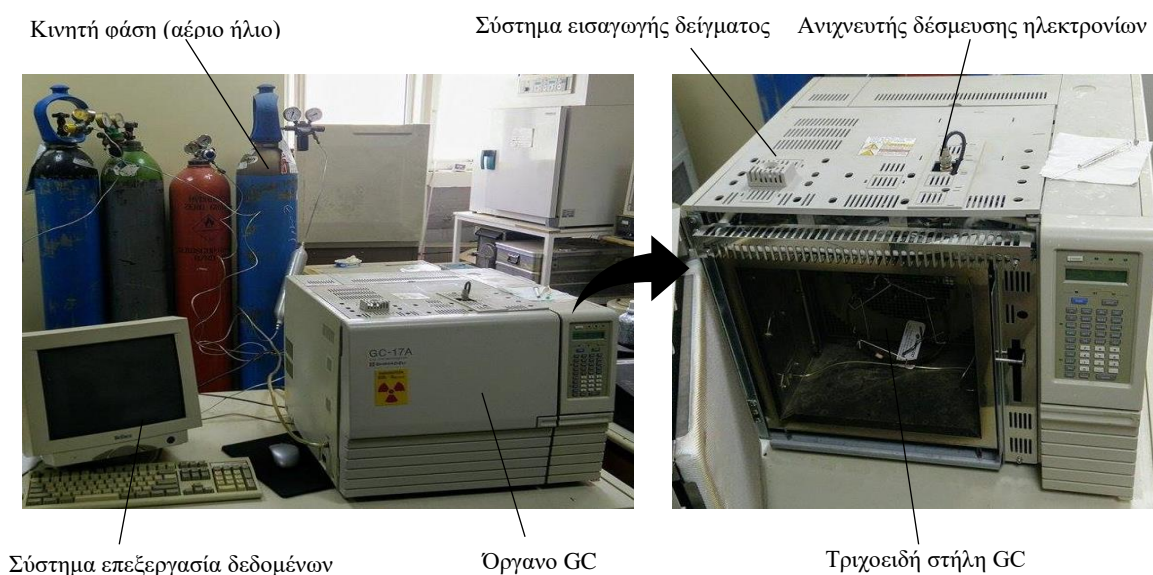 Κινητή φάση (αέριο ήλιο)
Σύστημα εισαγωγής δείγματος
Ανιχνευτής δέσμευσης ηλεκτρονίων
GC-17A
Σύστημα επεξεργασία δεδομένων
Όργανο GC
Τριχοειδή στήλη GC